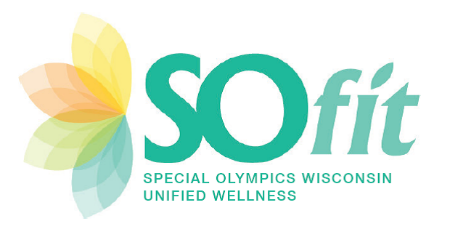 SOfit
SPECIAL OLYMPICS WISCONSIN
UNIFIED WELLNESS